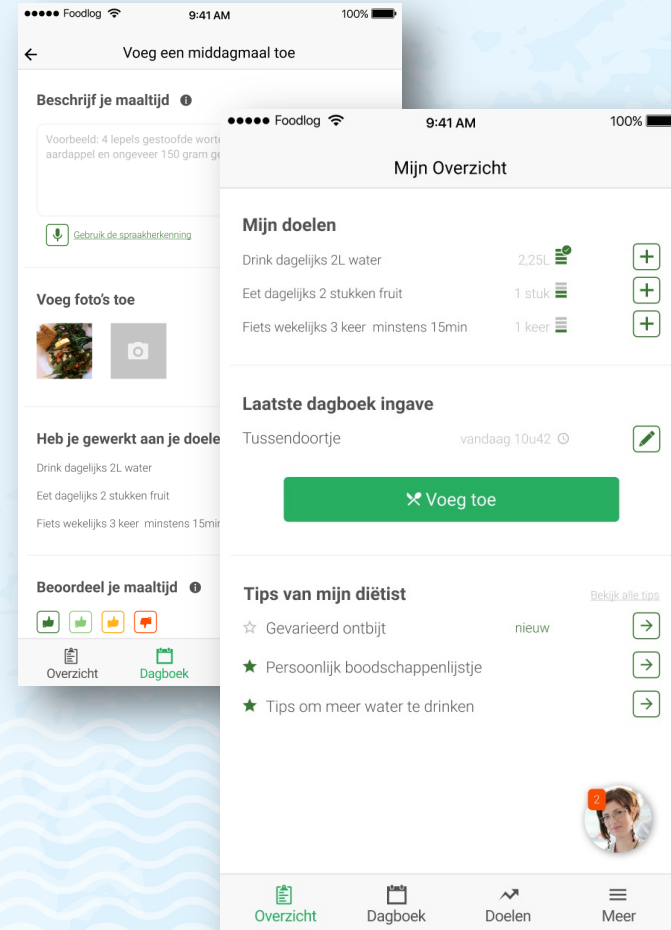 Foodlog 9:41 AM 100%
Voeg een middagmaal toe
Beschrijf je maaltijd
Voorbeeld: 4 lepels gestoofde
aardappel en ongeveer 150 gram
Gebruik de spraakherkenning
Voeg foto's toe
Heb je gewerkt aan je
Drink dagelijks 2L water
Eet dagelijks 2 stukken fruit
Fiets wekelijks 3 keer minstens
Beoordeel je maaltijd
Overzicht Dagboek
Foodlog 9:41 AM 100%
Mijn Overzicht
Mijn doelen
Drink dagelijks 2L water 2,25L
Eet dagelijks 2 stukken fruit 1 stuk
Fiets wekelijks 3 keer minstens 15min 1 keer
Laatste dagboek ingave
Tussendoortje vandaag 10u42
Voeg toe
Tips van mijn diëtist Bekijk alle tips
Gevarieerd ontbijt nieuw
Persoonlijk boodschappenlijstje
Tips om meer water te drinken
2
Overzicht Dagboek Doelen Meer